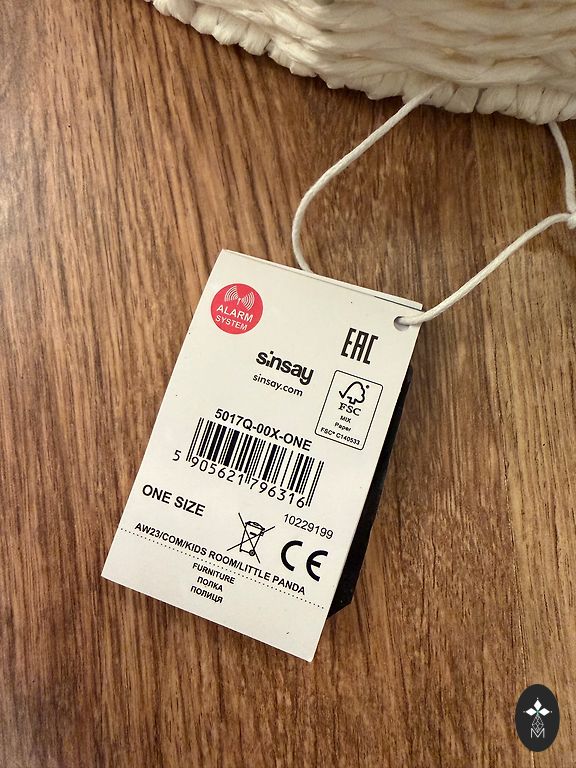 ALARM
SYSTEM
EAC
sinsay
sinsay.com
FSC
MIX
Paper
FSC® C140533
5017Q-00X-ONE
5 905621 796316
ONE SIZE
10229199
CE
AW23/COM/KIDS ROOM/LITTLE PANDA
FURNITURE
ПОЛКА
ПОЛИЦЯ
M